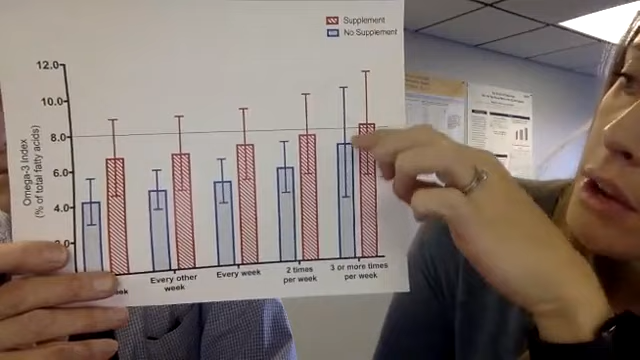 Supplement
No Supplement
12.0
10.0
8.0
6.0
4.0
.0
Omega-3 Index
(% of total fatty acids)
Every other
week
Every week
2 times
per week
3 or more times
per week